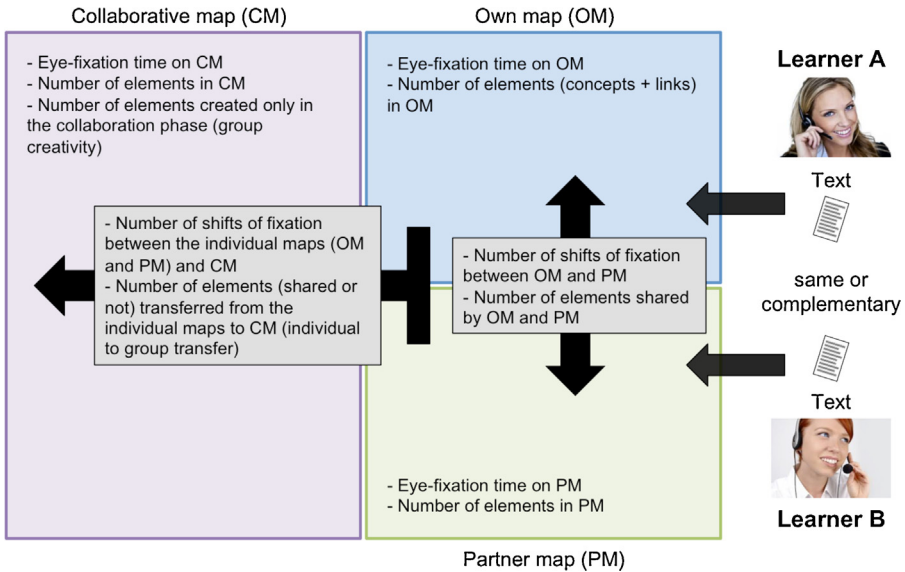 Collaborative map (CM)
Own map (OM)
- Eye-fixation time on CM
- Number of elements in CM
- Number of elements created only in
the collaboration phase (group
creativity)
- Eye-fixation time on OM
- Number of elements (concepts + links)
in OM
Learner A
Text
- Number of shifts of fixation
between the individual maps (OM
and PM) and CM
- Number of elements (shared or
not) transferred from the
individual maps to CM (individual
to group transfer)
- Number of shifts of fixation
between OM and PM
- Number of elements shared
by OM and PM
same or
complementary
Text
Learner B
- Eye-fixation time on PM
- Number of elements in PM
Partner map (PM)